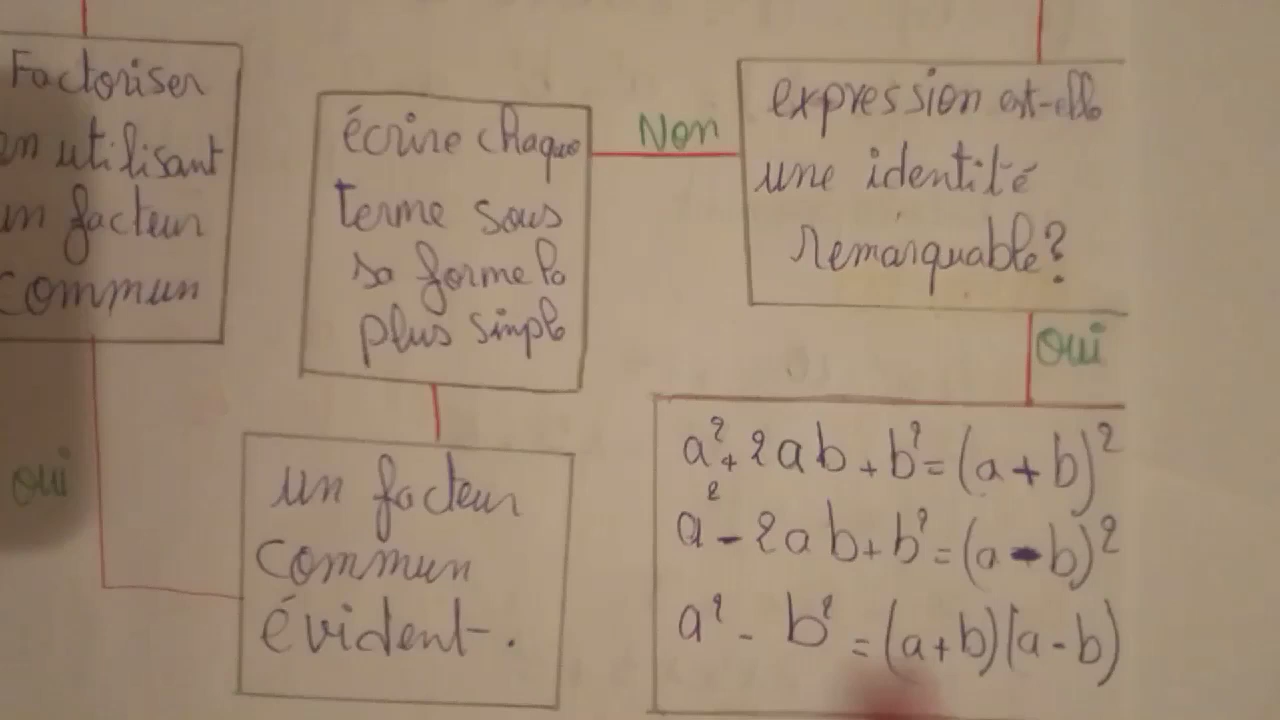 Factoriser
en utilisant
un facteur
commun
écrire chaque
terme sous
sa forme la
plus simple
Non
expression est-elle
une identité
remarquable?
oui
oui
un facteur
commun
évident.
a²+2ab+b²=(a+b)²
a²-2ab+b²=(a-b)²
a²-b²=(a+b)(a-b)